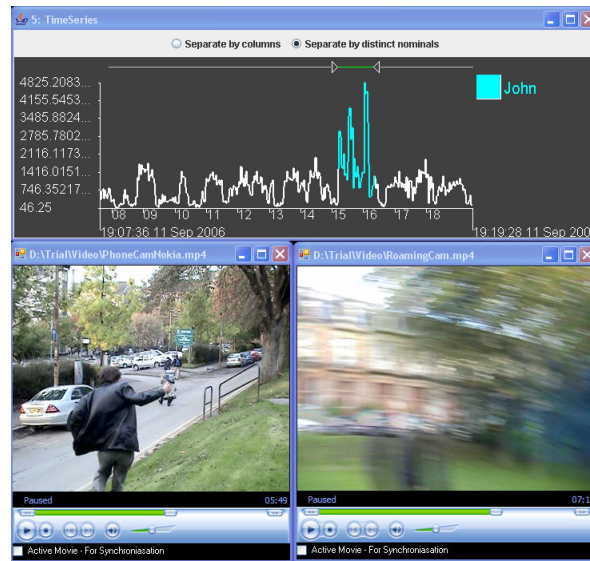 5: TimeSeries
Separate by columns Separate by distinct nominals
4825.2083...
4155.5453...
3485.8824...
2785.7802...
2116.1173...
1416.0151...
746.35217...
46.25
John
'08 '09 '10 '11 '12 '13 '14 '15 '16 '17 '18
19:07:36 11 Sep 2006 19:19:28 11 Sep 200
D:\Trial\Video\PhoneCamNokia.mp4
Paused 05:49
Active Movie - For Synchroniasation
D:\Trial\Video\RoamingCam.mp4
Paused 07:1
Active Movie - For Synchroniasation